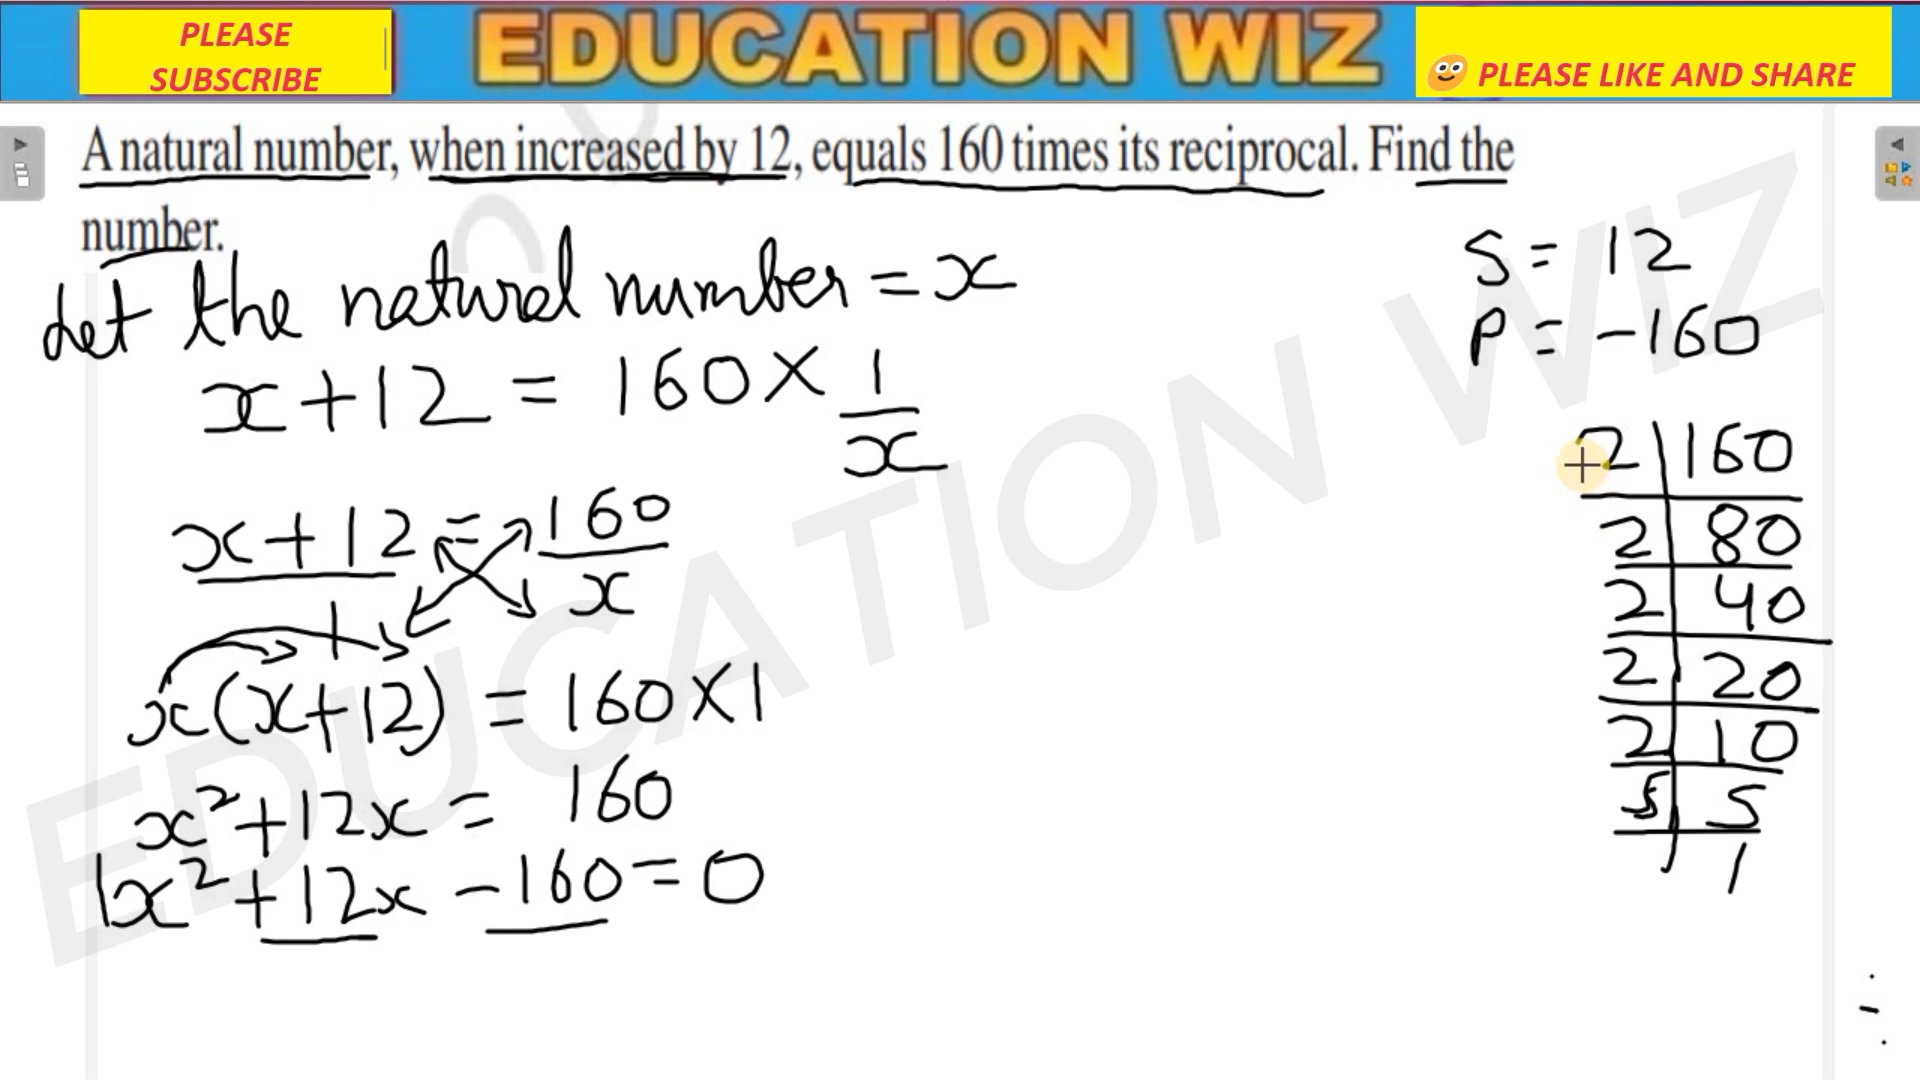 PLEASE
SUBSCRIBE
EDUCATION WIZ
PLEASE LIKE AND SHARE
A natural number, when increased by 12, equals 160 times its reciprocal. Find the
number.
Let the natural number = x
x + 12 = 160 × 1/x
x + 12 / 1 = 160 / x
x(x+12) = 160 × 1
x² + 12x = 160
1x² + 12x - 160 = 0
S = 12
P = -160
2 | 160
2 | 80
2 | 40
2 | 20
2 | 10
5 | 5
1
EDUCATION WIZ